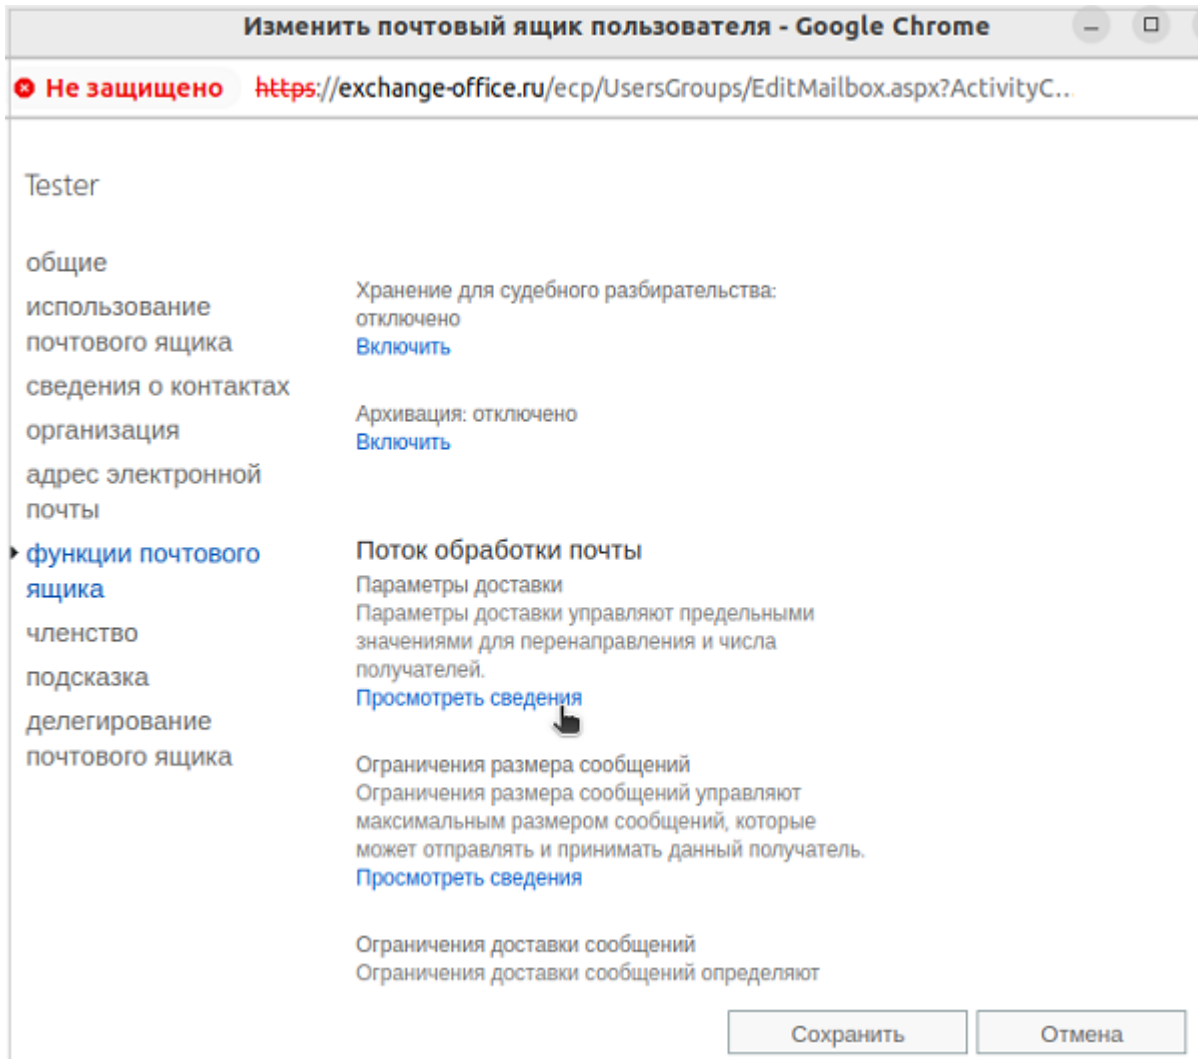 Изменить почтовый ящик пользователя - Google Chrome
Не защищено https://exchange-office.ru/ecp/UsersGroups/EditMailbox.aspx?ActivityC...
Tester
общие
использование
почтового ящика
сведения о контактах
организация
адрес электронной
почты
функции почтового
ящика
членство
подсказка
делегирование
почтового ящика
Хранение для судебного разбирательства:
отключено
Включить
Архивация: отключено
Включить
Поток обработки почты
Параметры доставки
Параметры доставки управляют предельными
значениями для перенаправления и числа
получателей.
Просмотреть сведения
Ограничения размера сообщений
Ограничения размера сообщений управляют
максимальным размером сообщений, которые
может отправлять и принимать данный получатель.
Просмотреть сведения
Ограничения доставки сообщений
Ограничения доставки сообщений определяют
Сохранить
Отмена